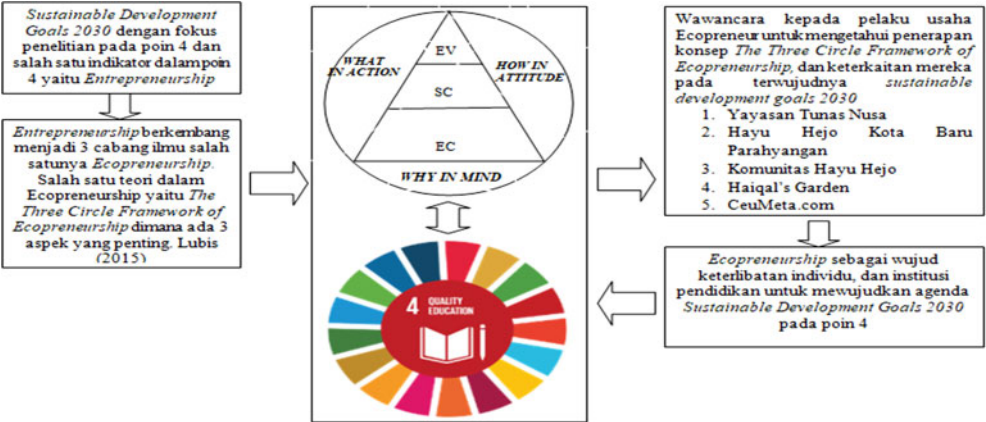 Sustainable Development
Goals 2030 dengan fokus
penelitian pada poin 4 dan
salah satu indikator dalam poin
4 yaitu Entrepreneurship
Entrepreneurship berkembang
menjadi 3 cabang ilmu salah
satunya Ecopreneurship.
Salah satu teori dalam
Ecopreneurship yaitu The
Three Circle Framework of
Ecopreneurship dimana ada 3
aspek yang penting. Lubis
(2015)
WHAT
IN ACTION
EV
HOW IN
ATTITUDE
SC
EC
WHY IN MIND
4 QUALITY
EDUCATION
Wawancara kepada pelaku usaha
Ecopreneur untuk mengetahui penerapan
konsep The Three Circle Framework of
Ecopreneurship, dan keterkaitan mereka
pada terwujudnya sustainable
development goals 2030
1. Yayasan Tunas Nusa
2. Hayu Hejo Kota Baru
Parahyangan
3. Komunitas Hayu Hejo
4. Haiqal's Garden
5. CeuMeta.com
Ecopreneurship sebagai wujud
keterlibatan individu, dan institusi
pendidikan untuk mewujudkan agenda
Sustainable Development Goals 2030
pada poin 4